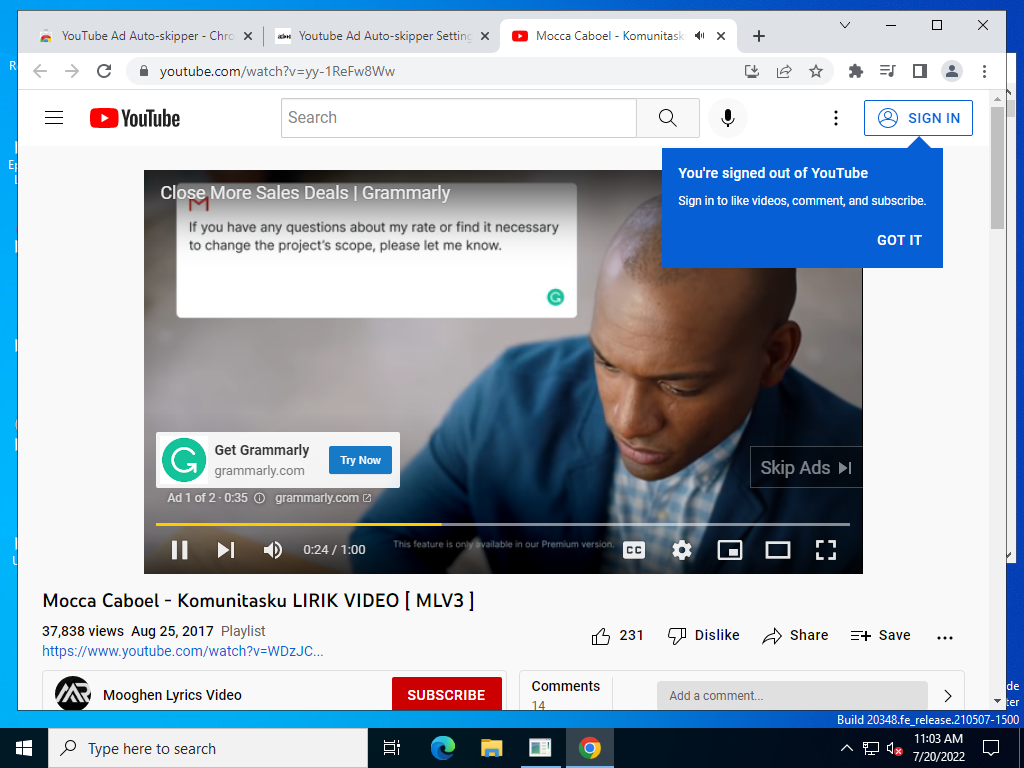 YouTube Ad Auto-skipper - Chro
Youtube Ad Auto-skipper Setting
Mocca Caboel - Komunitask
youtube.com/watch?v=yy-1ReFw8Ww
YouTube
Search
SIGN IN
You're signed out of YouTube
Sign in to like videos, comment, and subscribe.
GOT IT
Close More Sales Deals | Grammarly
If you have any questions about my rate or find it necessary
to change the project's scope, please let me know.
Get Grammarly
grammarly.com
Try Now
Skip Ads
Ad 1 of 2 · 0:35 grammarly.com
0:24 / 1:00
This feature is only available in our Premium version.
CC
Mocca Caboel - Komunitasku LIRIK VIDEO [ MLV3 ]
37,838 views Aug 25, 2017 Playlist
https://www.youtube.com/watch?v=WDzJC...
231 Dislike Share Save ...
Mooghen Lyrics Video
SUBSCRIBE
Comments
14
Add a comment...
Build 20348.fe_release.210507-1500
Type here to search
11:03 AM
7/20/2022